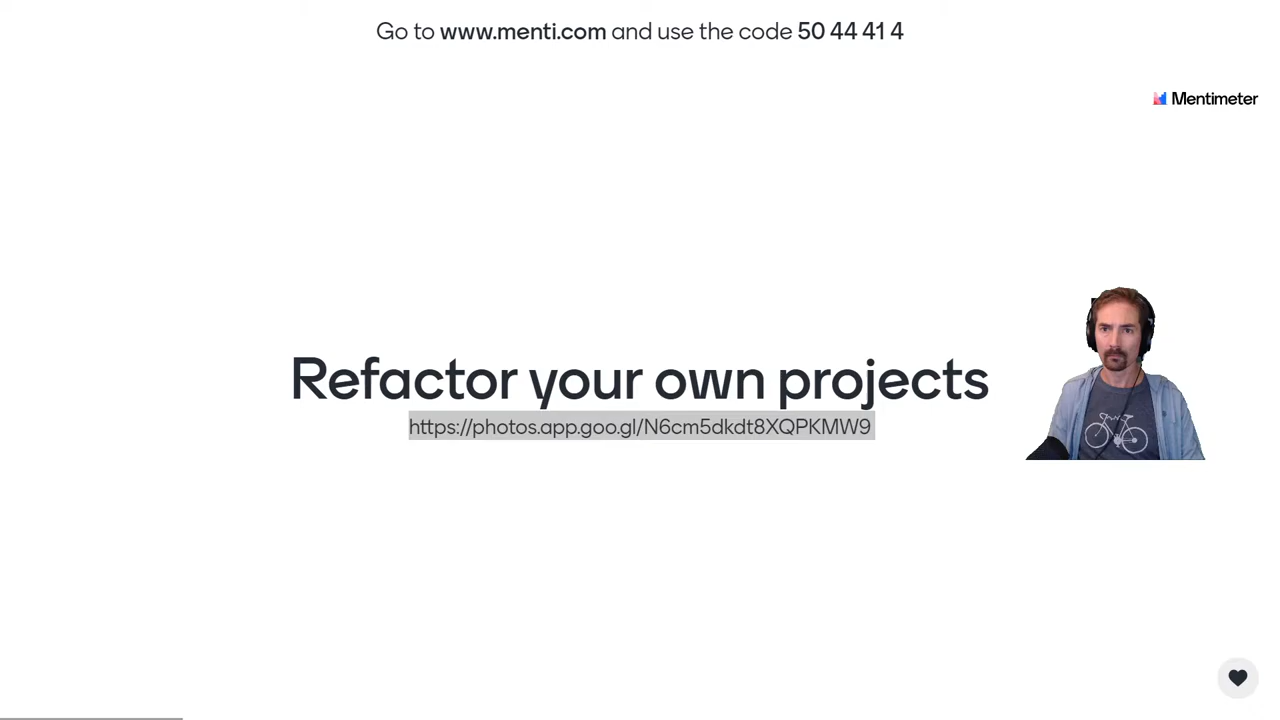 Go to www.menti.com and use the code 50 44 41 4
Mentimeter
Refactor your own projects
https://photos.app.goo.gl/N6cm5dkdt8XQPKMW9